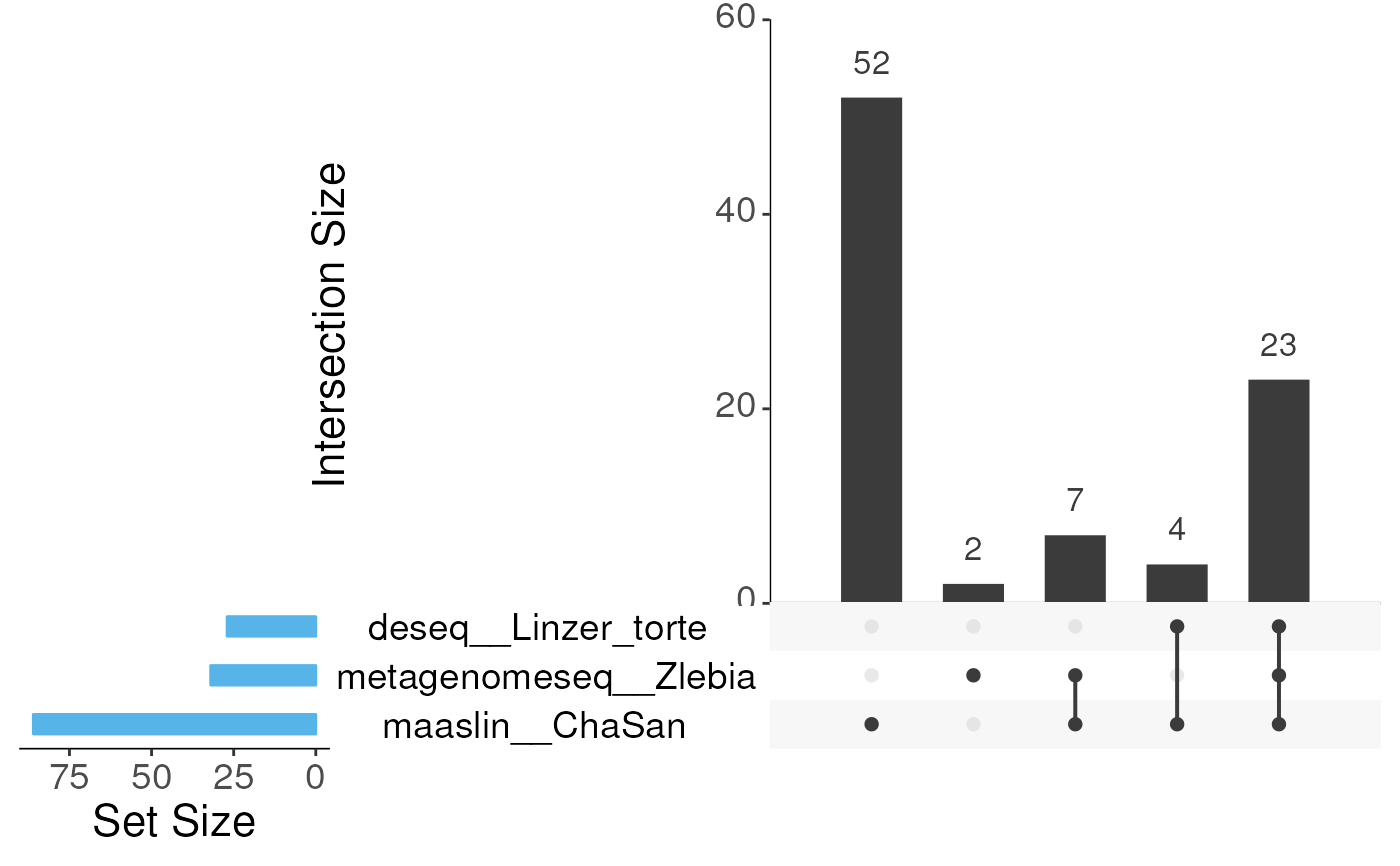 60
52
40
Intersection Size
23
20
7
4
2
0
deseq__Linzer_torte
metagenomeseq__Zlebia
maaslin__ChaSan
75 50 25 0
Set Size